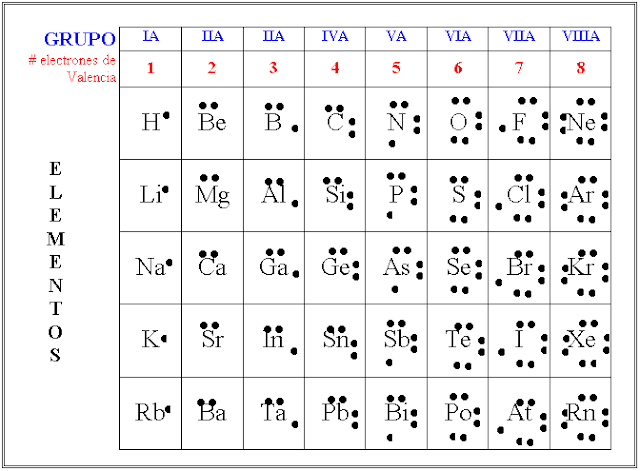 GRUPO IA IIA IIA IVA VA VIA VIIA VIIIA
# electrones de
Valencia 1 2 3 4 5 6 7 8
H Be B C N O F Ne
Li Mg Al Si P S Cl Ar
Na Ca Ga Ge As Se Br Kr
K Sr In Sn Sb Te I Xe
Rb Ba Ta Pb Bi Po At Rn
ELEMENTOS